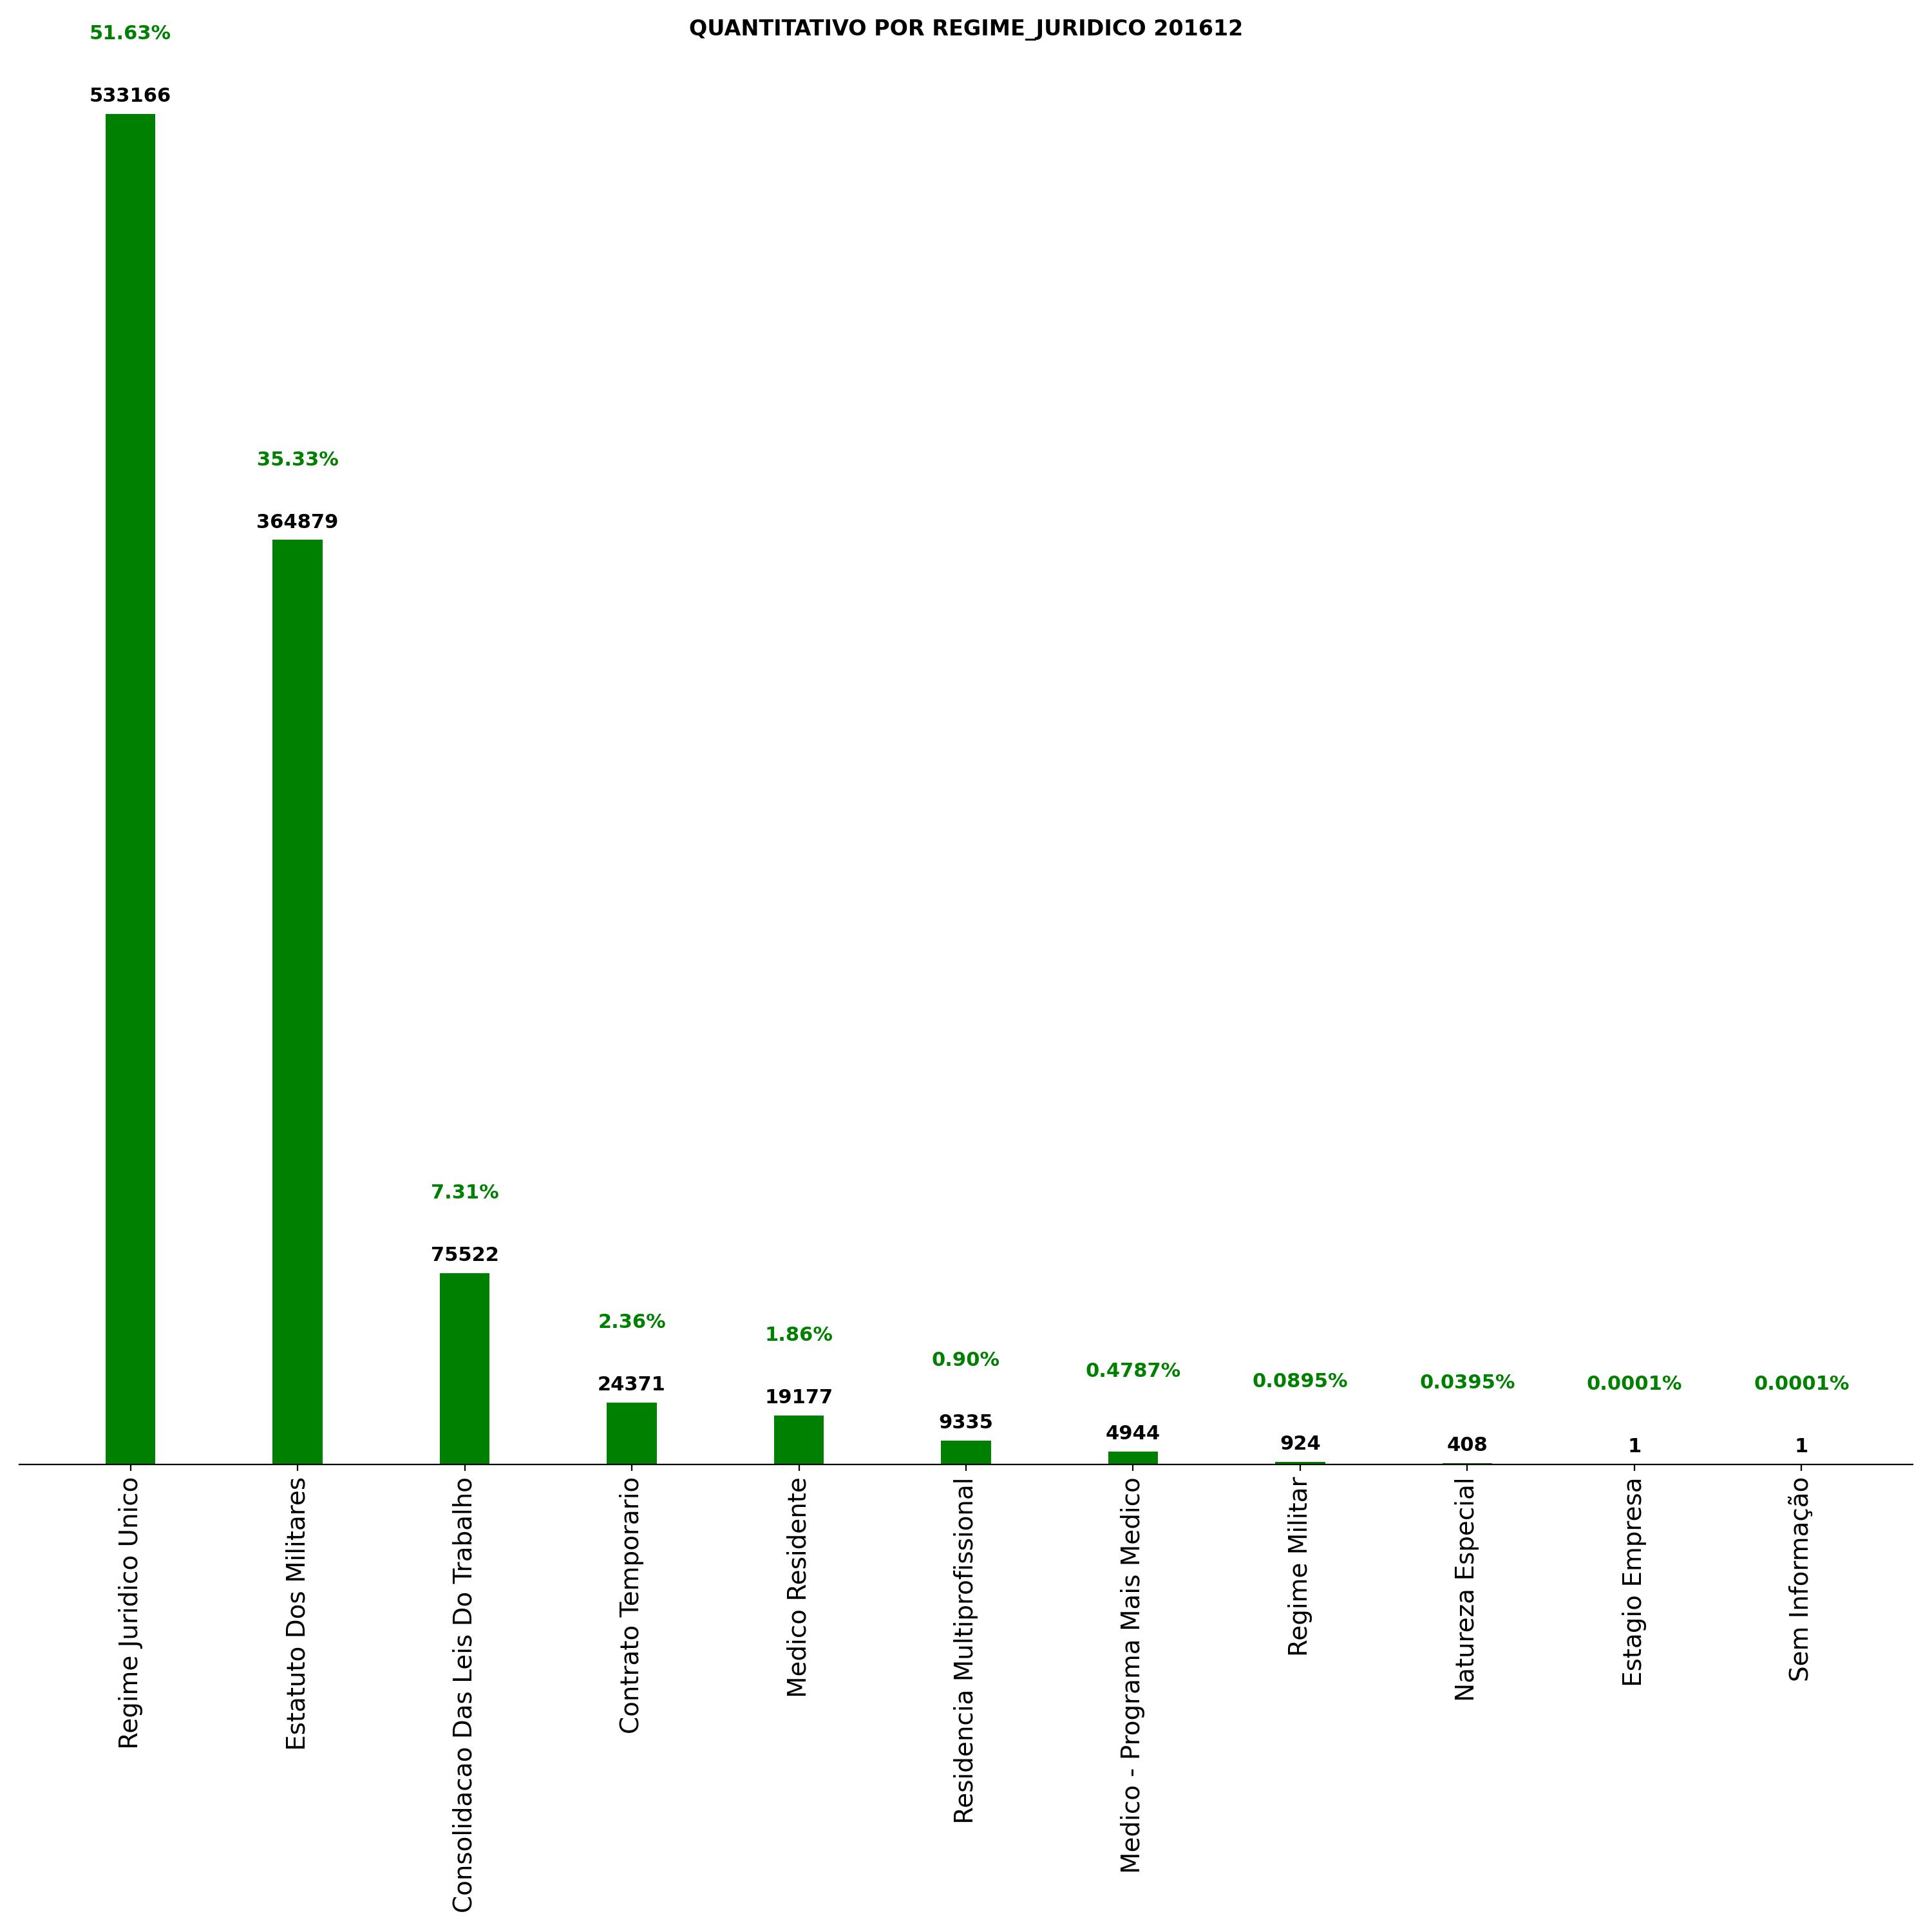 QUANTITATIVO POR REGIME_JURIDICO 201612
51.63%
533166
35.33%
364879
7.31%
75522
2.36%
24371
1.86%
19177
0.90%
9335
0.4787%
4944
0.0895%
924
0.0395%
408
0.0001%
1
0.0001%
1
Regime Juridico Unico
Estatuto Dos Militares
Consolidacao Das Leis Do Trabalho
Contrato Temporario
Medico Residente
Residencia Multiprofissional
Medico - Programa Mais Medico
Regime Militar
Natureza Especial
Estagio Empresa
Sem Informação